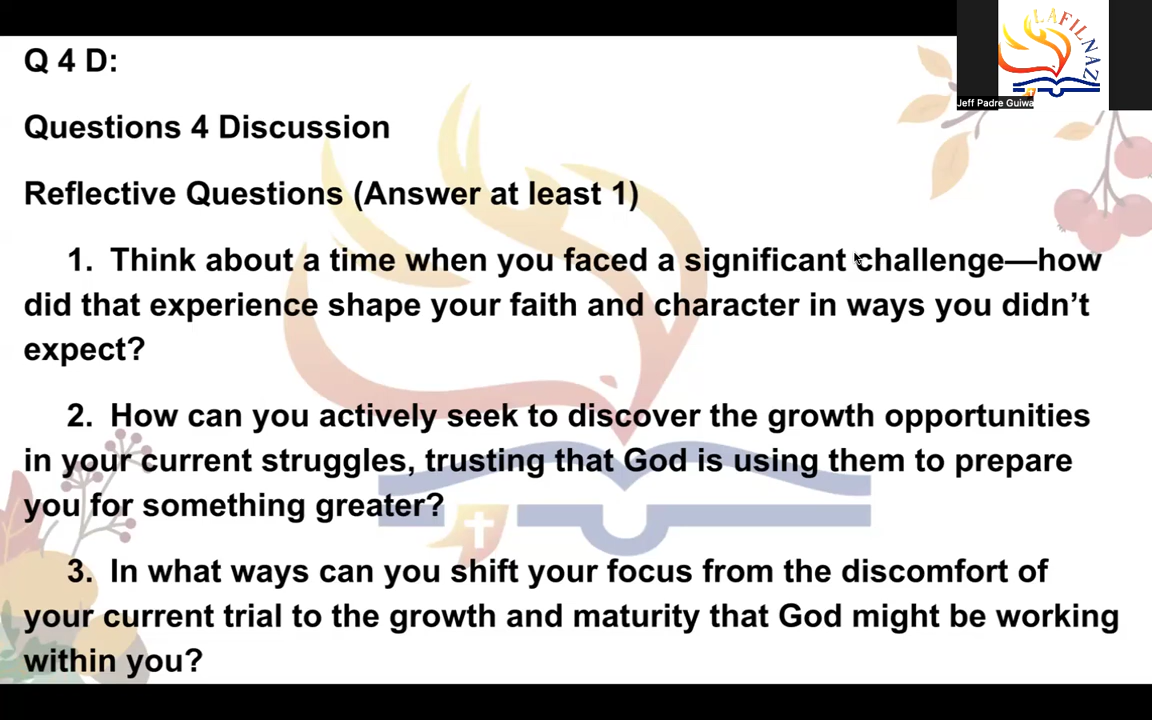 LAFILNAZ
Jeff Padre Guiwa
Q 4 D:
Questions 4 Discussion
Reflective Questions (Answer at least 1)
1. Think about a time when you faced a significant challenge—how
did that experience shape your faith and character in ways you didn’t
expect?
2. How can you actively seek to discover the growth opportunities
in your current struggles, trusting that God is using them to prepare
you for something greater?
3. In what ways can you shift your focus from the discomfort of
your current trial to the growth and maturity that God might be working
within you?